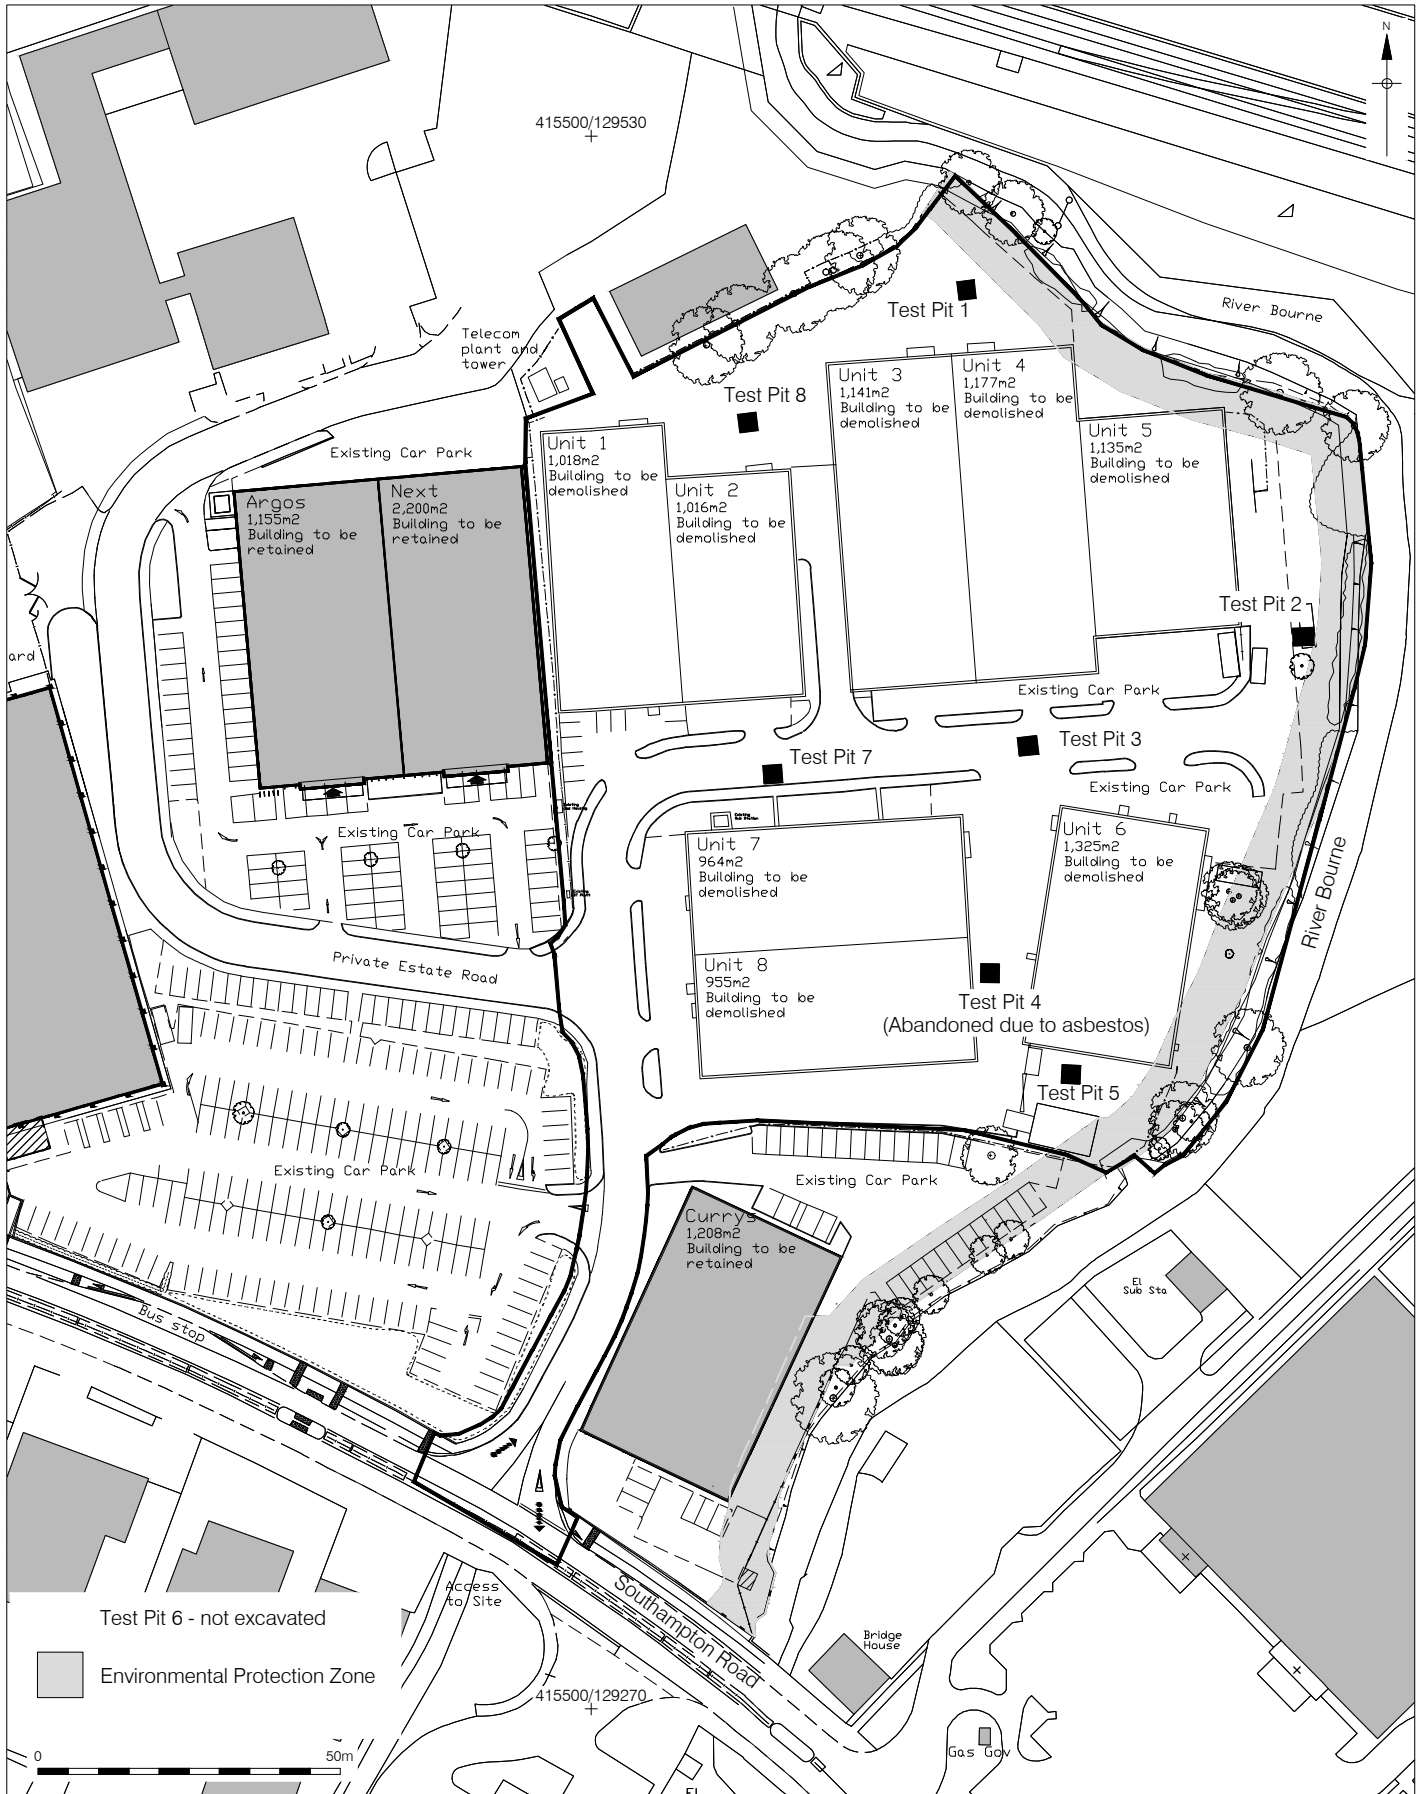 N
415500/129530
River Bourne
Test Pit 1
Telecom
plant and
tower
Test Pit 8
Unit 3
1,141m2
Building to be
demolished
Unit 4
1,177m2
Building to be
demolished
Unit 5
1,135m2
Building to be
demolished
Existing Car Park
Unit 1
1,018m2
Building to be
demolished
Unit 2
1,016m2
Building to be
demolished
Argos
1,155m2
Building to be
retained
Next
2,200m2
Building to be
retained
Test Pit 2
ard
Existing Car Park
Test Pit 3
Test Pit 7
Existing Car Park
Existing Car Park
Existing
Sub Station
Unit 7
964m2
Building to be
demolished
Unit 6
1,325m2
Building to be
demolished
River Bourne
Private Estate Road
Unit 8
955m2
Building to be
demolished
Test Pit 4
(Abandoned due to asbestos)
Test Pit 5
Existing Car Park
Existing Car Park
Currys
1,208m2
Building to be
retained
El
Sub Sta
Bus stop
Access
to Site
Southampton Road
Bridge
House
Test Pit 6 - not excavated
Environmental Protection Zone
415500/129270
Gas Gov
0
50m
El